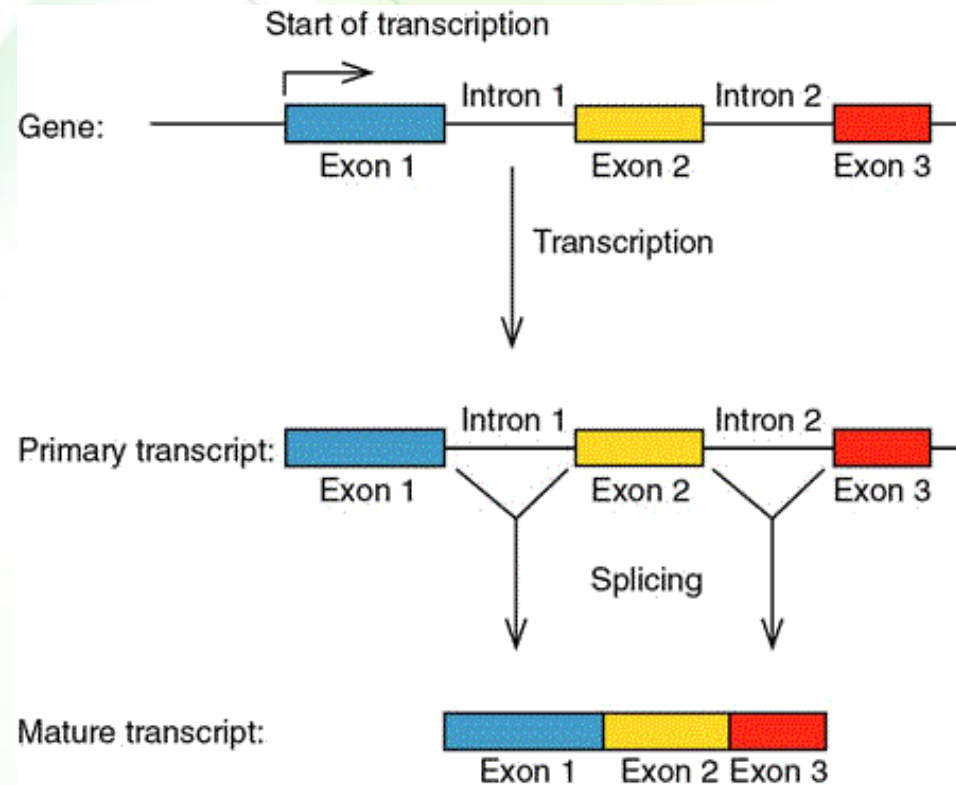 Start of transcription
Intron 1 Intron 2
Gene:
Exon 1 Exon 2 Exon 3
Transcription
Intron 1 Intron 2
Primary transcript:
Exon 1 Exon 2 Exon 3
Splicing
Mature transcript:
Exon 1 Exon 2 Exon 3